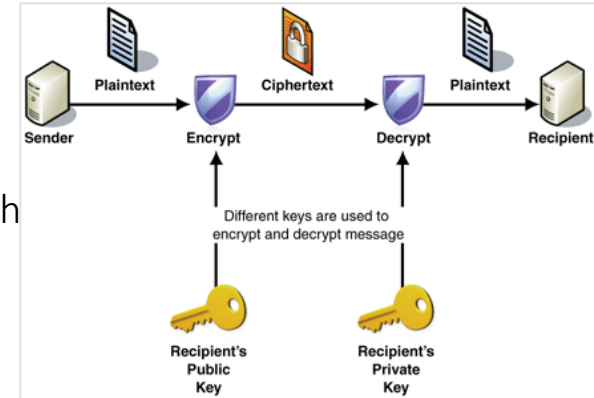 Plaintext
Ciphertext
Plaintext
Sender
Encrypt
Decrypt
Recipient
h
Different keys are used to
encrypt and decrypt message
Recipient's
Public
Key
Recipient's
Private
Key